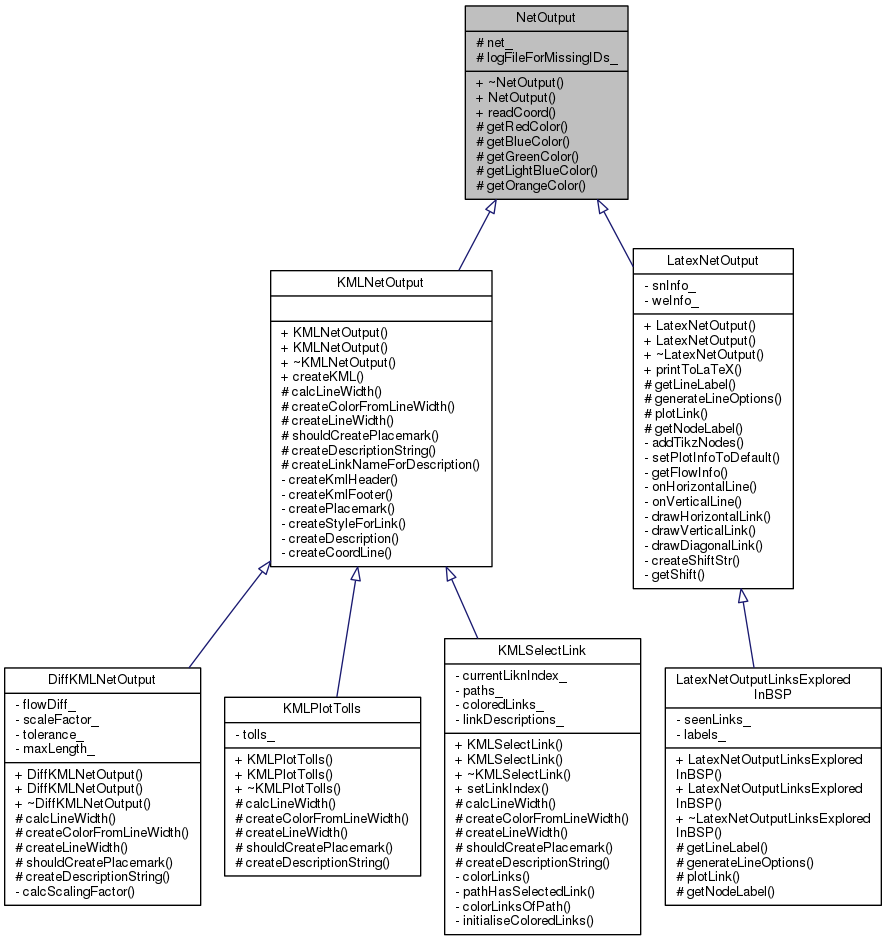 NetOutput
# net_
# logFileForMissingIDs_
+ ~NetOutput()
+ NetOutput()
+ readCoord()
# getRedColor()
# getBlueColor()
# getGreenColor()
# getLightBlueColor()
# getOrangeColor()
KMLNetOutput
+ KMLNetOutput()
+ KMLNetOutput()
+ ~KMLNetOutput()
+ createKML()
# calcLineWidth()
# createColorFromLineWidth()
# createLineWidth()
# shouldCreatePlacemark()
# createDescriptionString()
# createLinkNameForDescription()
- createKmlHeader()
- createKmlFooter()
- createPlacemark()
- createStyleForLink()
- createDescription()
- createCoordLine()
LatexNetOutput
- snInfo_
- weInfo_
+ LatexNetOutput()
+ LatexNetOutput()
+ ~LatexNetOutput()
+ printToLaTeX()
# getLineLabel()
# generateLineOptions()
# plotLink()
# getNodeLabel()
- addTikzNodes()
- setPlotInfoToDefault()
- getFlowInfo()
- onHorizontalLine()
- onVerticalLine()
- drawHorizontalLink()
- drawVerticalLink()
- drawDiagonalLink()
- createShiftStr()
- getShift()
DiffKMLNetOutput
- flowDiff_
- scaleFactor_
- tolerance_
- maxLength_
+ DiffKMLNetOutput()
+ DiffKMLNetOutput()
+ ~DiffKMLNetOutput()
# calcLineWidth()
# createColorFromLineWidth()
# createLineWidth()
# shouldCreatePlacemark()
# createDescriptionString()
- calcScalingFactor()
KMLPlotTolls
- tolls_
+ KMLPlotTolls()
+ KMLPlotTolls()
+ ~KMLPlotTolls()
# calcLineWidth()
# createColorFromLineWidth()
# createLineWidth()
# shouldCreatePlacemark()
# createDescriptionString()
KMLSelectLink
- currentLiknIndex_
- paths_
- coloredLinks_
- linkDescriptions_
+ KMLSelectLink()
+ KMLSelectLink()
+ ~KMLSelectLink()
+ setLinkIndex()
# calcLineWidth()
# createColorFromLineWidth()
# createLineWidth()
# shouldCreatePlacemark()
# createDescriptionString()
- colorLinks()
- pathHasSelectedLink()
- colorLinksOfPath()
- initialiseColoredLinks()
LatexNetOutputLinksExplored
InBSP
- seenLinks_
- labels_
+ LatexNetOutputLinksExplored
InBSP()
+ LatexNetOutputLinksExplored
InBSP()
+ ~LatexNetOutputLinksExplored
InBSP()
# getLineLabel()
# generateLineOptions()
# plotLink()
# getNodeLabel()